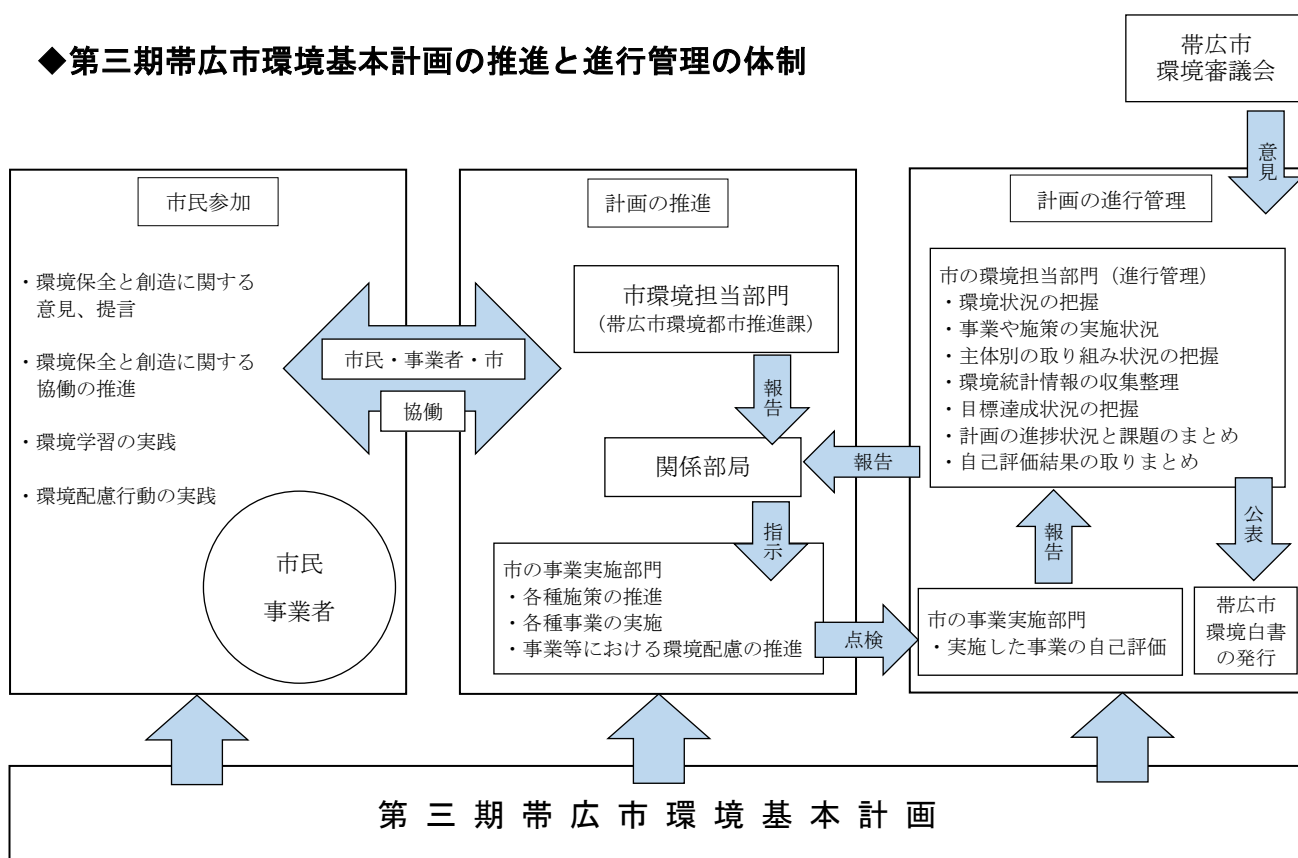 ◆第三期帯広市環境基本計画の推進と進行管理の体制
帯広市
環境審議会
意見
市民参加
・環境保全と創造に関する
意見、提言
・環境保全と創造に関する
協働の推進
・環境学習の実践
・環境配慮行動の実践
市民
事業者
市民・事業者・市
協働
計画の推進
市環境担当部門
（帯広市環境都市推進課）
報告
関係部局
指示
市の事業実施部門
・各種施策の推進
・各種事業の実施
・事業等における環境配慮の推進
報告
点検
計画の進行管理
市の環境担当部門（進行管理）
・環境状況の把握
・事業や施策の実施状況
・主体別の取り組み状況の把握
・環境統計情報の収集整理
・目標達成状況の把握
・計画の進捗状況と課題のまとめ
・自己評価結果の取りまとめ
報告
公表
市の事業実施部門
・実施した事業の自己評価
帯広市
環境白書
の発行
第三期帯広市環境基本計画